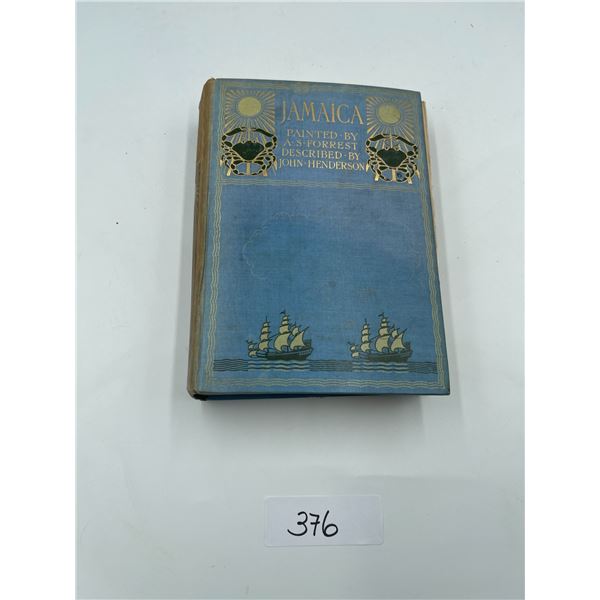 JAMAICA
PAINTED·BY
A·S·FORREST
DESCRIBED·BY
JOHN·HENDERSON
376